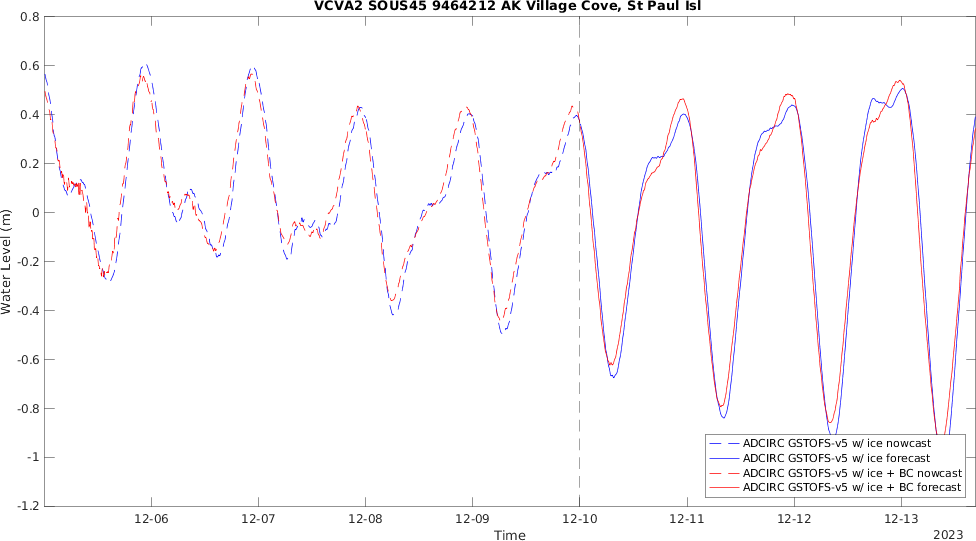 VCVA2 SOUS45 9464212 AK Village Cove, St Paul Isl
0.8
0.6
0.4
0.2
0
-0.2
-0.4
-0.6
-0.8
-1
-1.2
Water Level (m)
ADCIRC GSTOFS-v5 w/ ice nowcast
ADCIRC GSTOFS-v5 w/ ice forecast
ADCIRC GSTOFS-v5 w/ ice + BC nowcast
ADCIRC GSTOFS-v5 w/ ice + BC forecast
12-06 12-07 12-08 12-09 12-10 12-11 12-12 12-13
Time
2023